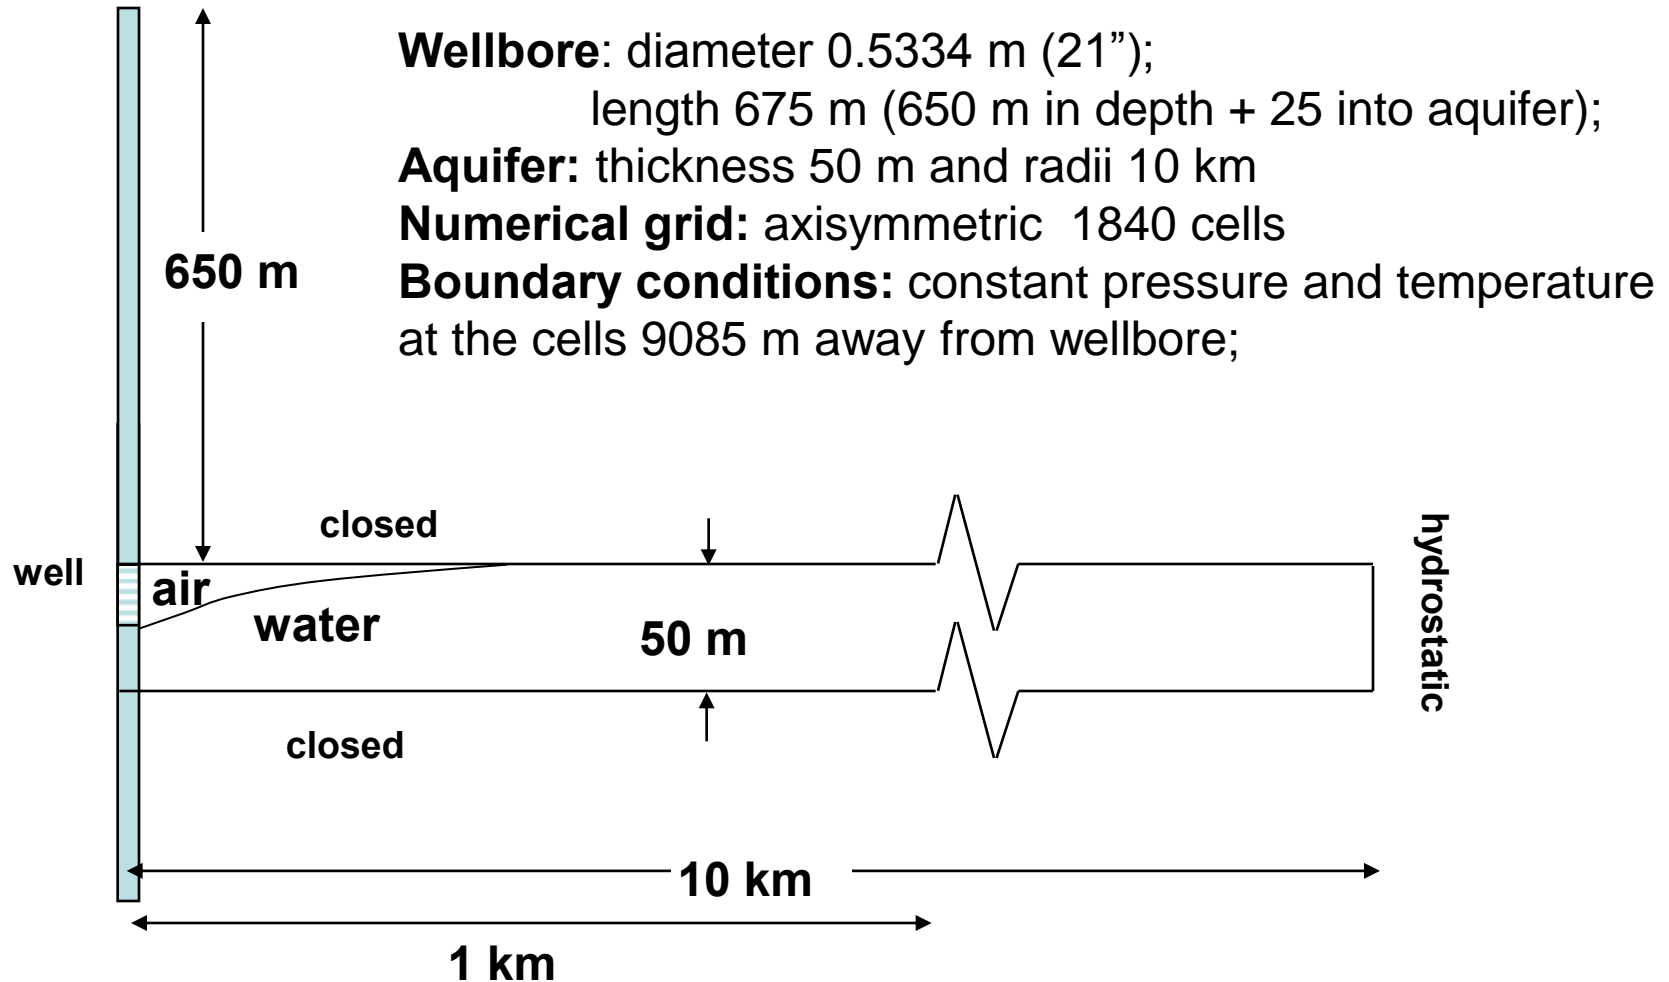 Wellbore: diameter 0.5334 m (21”);
length 675 m (650 m in depth + 25 into aquifer);
Aquifer: thickness 50 m and radii 10 km
Numerical grid: axisymmetric 1840 cells
Boundary conditions: constant pressure and temperature
at the cells 9085 m away from wellbore;
650 m
closed
hydrostatic
well
air
water
50 m
closed
10 km
1 km